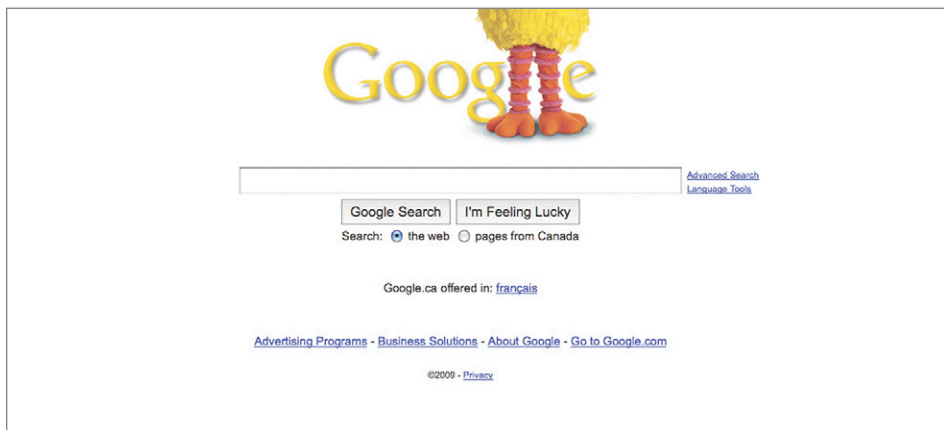 Google
Advanced Search
Language Tools
Google Search I'm Feeling Lucky
Search: the web pages from Canada
Google.ca offered in: français
Advertising Programs - Business Solutions - About Google - Go to Google.com
©2009 - Privacy